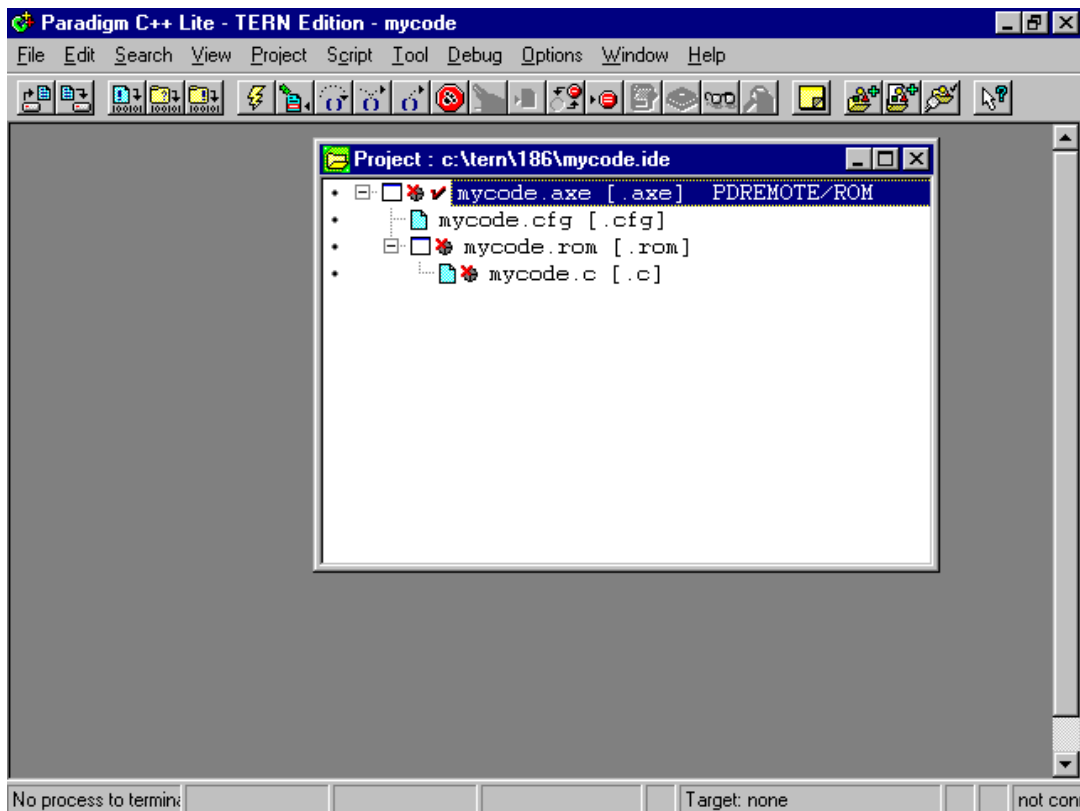 Paradigm C++ Lite - TERN Edition - mycode
File Edit Search View Project Script Tool Debug Options Window Help
Project : c:\tern\186\mycode.ide
mycode.axe [.axe] PDREMOTE/ROM
mycode.cfg [.cfg]
mycode.rom [.rom]
mycode.c [.c]
No process to termina Target: none not con